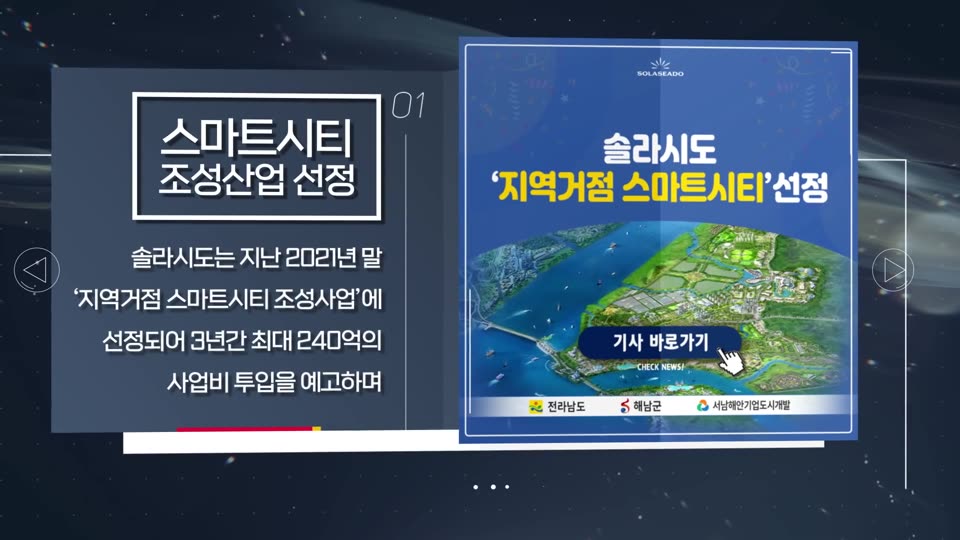 스마트시티
조성산업 선정
01
솔라시도는 지난 2021년 말
‘지역거점 스마트시티 조성사업’에
선정되어 3년간 최대 240억의
사업비 투입을 예고하며
SOLASEADO
솔라시도
‘지역거점 스마트시티’선정
기사 바로가기
CHECK NEWS!
전라남도 해남군 서남해안기업도시개발